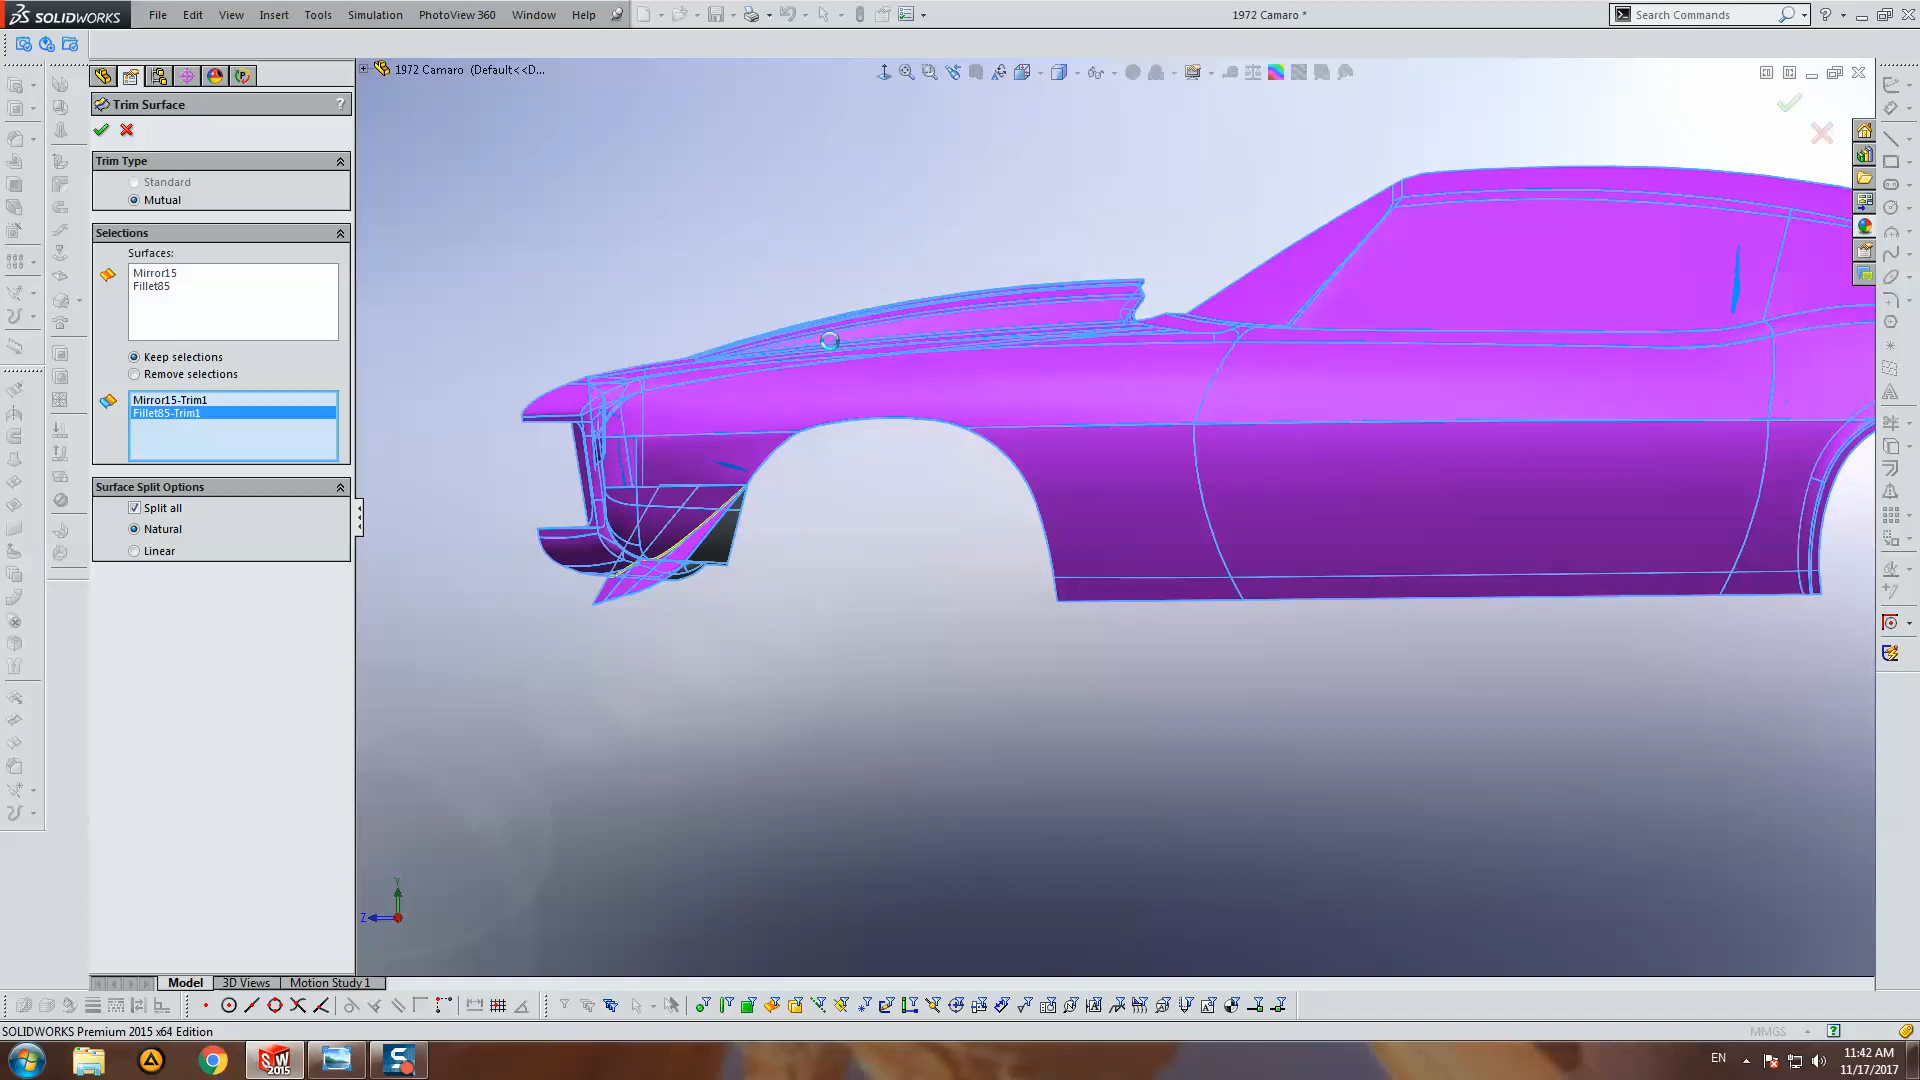 SOLIDWORKS
File Edit View Insert Tools Simulation PhotoView 360 Window Help
1972 Camaro *
Search Commands
1972 Camaro (Default<<D...
Trim Surface
?
Trim Type
Standard
Mutual
Selections
Surfaces:
Mirror15
Fillet85
Keep selections
Remove selections
Mirror15-Trim1
Fillet85-Trim1
Surface Split Options
Split all
Natural
Linear
Y
Z
Model 3D Views Motion Study 1
SOLIDWORKS Premium 2015 x64 Edition
MMGS
SW 2015
EN
11:42 AM
11/17/2017